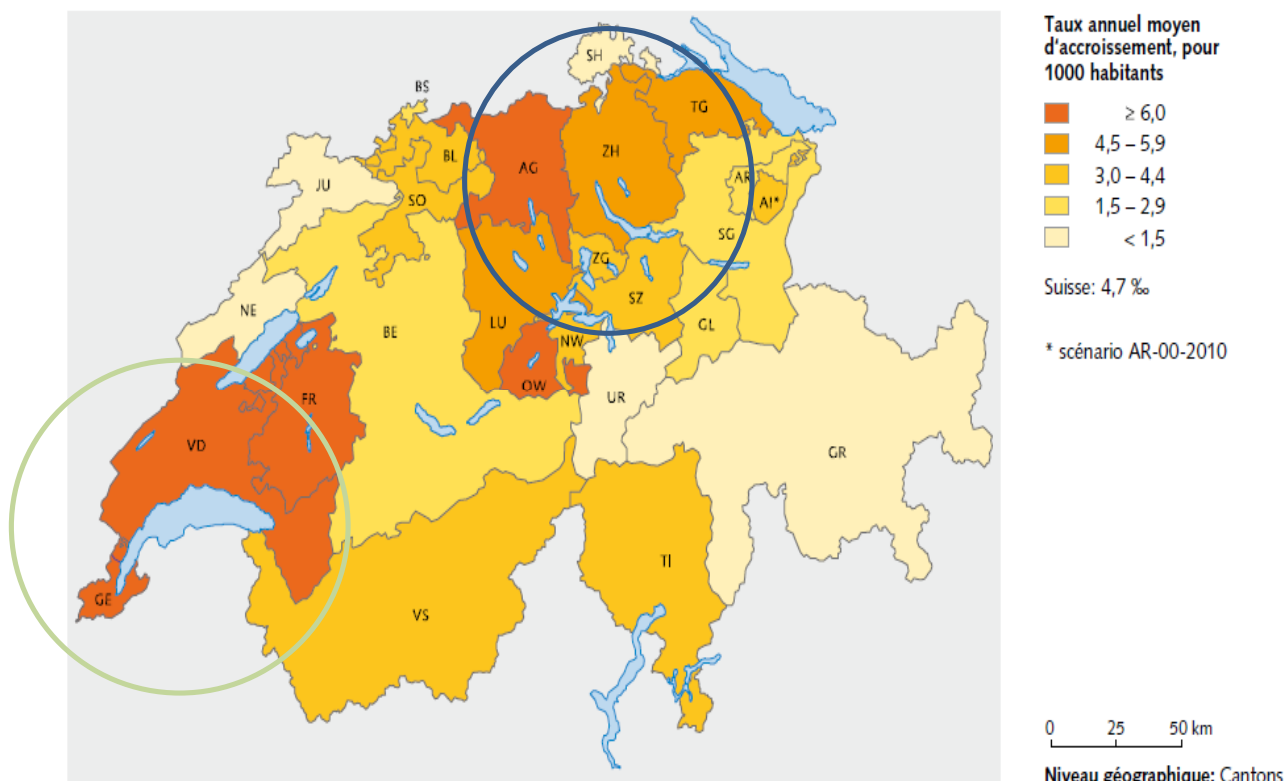 SH
BS
TG
BL
AG
ZH
JU
AR
AI*
SO
SG
ZG
SZ
NE
BE
LU
NW
GL
FR
OW
UR
VD
GR
TI
GE
VS
Taux annuel moyen
d'accroissement, pour
1000 habitants
≥ 6,0
4,5 – 5,9
3,0 – 4,4
1,5 – 2,9
< 1,5
Suisse: 4,7 ‰
* scénario AR-00-2010
0 25 50 km
Niveau géographique: Cantons